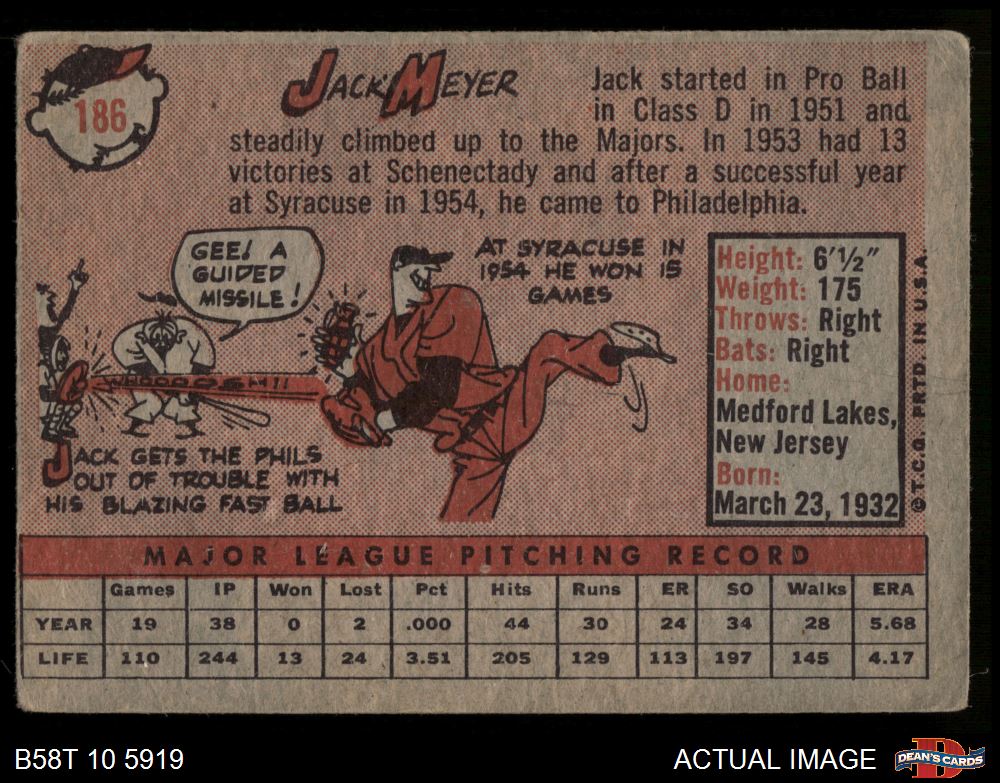 186
JACK MEYER
Jack started in Pro Ball
in Class D in 1951 and
steadily climbed up to the Majors. In 1953 had 13
victories at Schenectady and after a successful year
at Syracuse in 1954, he came to Philadelphia.
GEE! A
GUIDED
MISSILE!
AT SYRACUSE IN
1954 HE WON 15
GAMES
WHOOOOSHH!!
JACK GETS THE PHILS
OUT OF TROUBLE WITH
HIS BLAZING FAST BALL
Height: 6'½"
Weight: 175
Throws: Right
Bats: Right
Home:
Medford Lakes,
New Jersey
Born:
March 23, 1932
© T.C.G. PRTD. IN U.S.A.
MAJOR LEAGUE PITCHING RECORD
Games IP Won Lost Pct Hits Runs ER SO Walks ERA
YEAR 19 38 0 2 .000 44 30 24 34 28 5.68
LIFE 110 244 13 24 3.51 205 129 113 197 145 4.17
B58T 10 5919
ACTUAL IMAGE
D
DEAN'S CARDS